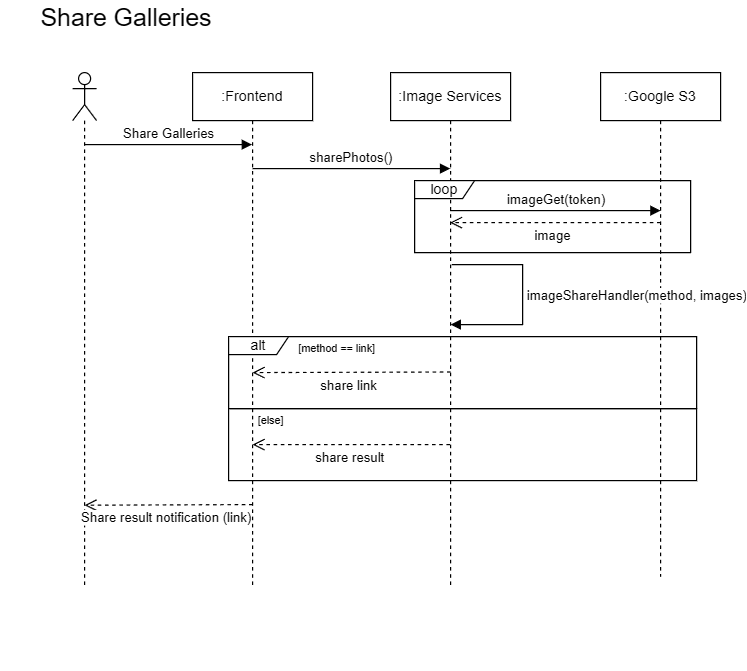 Share Galleries
:Frontend
:Image Services
:Google S3
Share Galleries
sharePhotos()
loop
imageGet(token)
image
imageShareHandler(method, images)
alt
[method == link]
share link
[else]
share result
Share result notification (link)